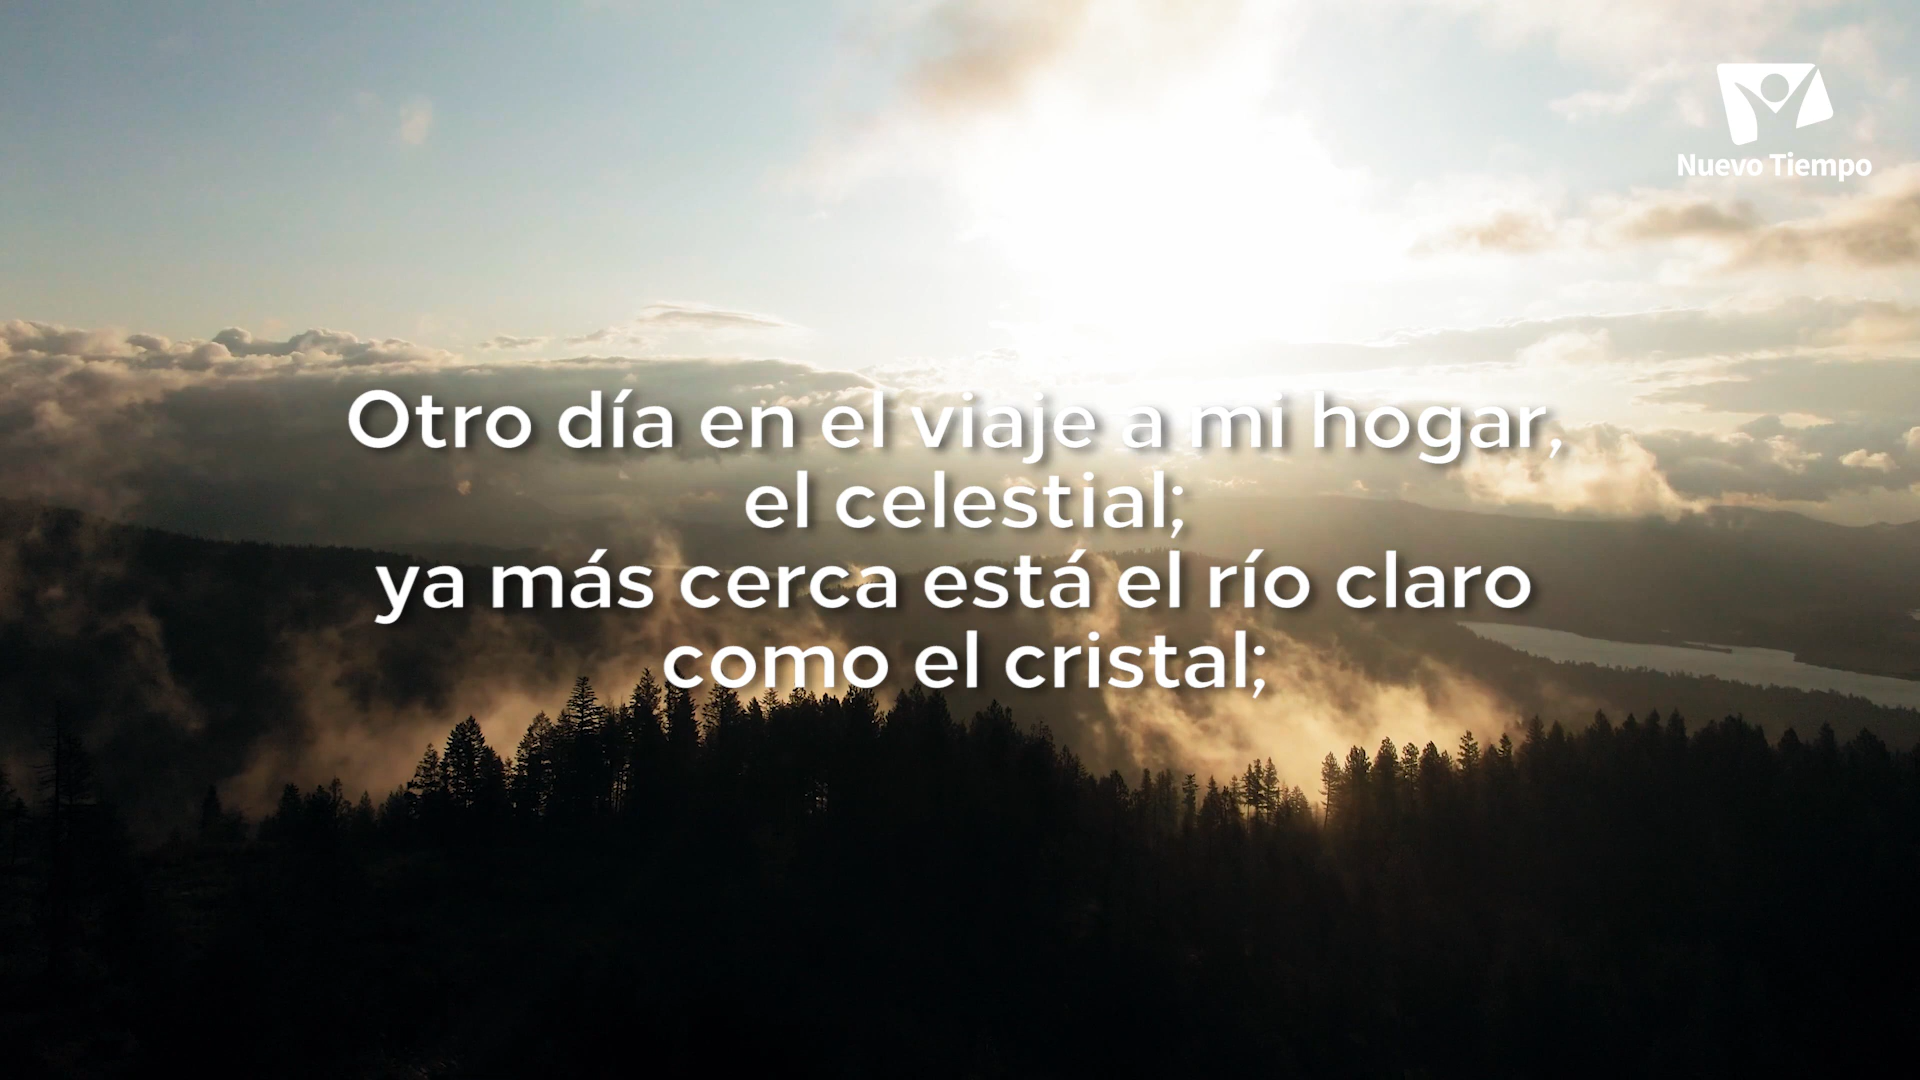 Nuevo Tiempo
Otro día en el viaje a mi hogar,
el celestial;
ya más cerca está el río claro
como el cristal;